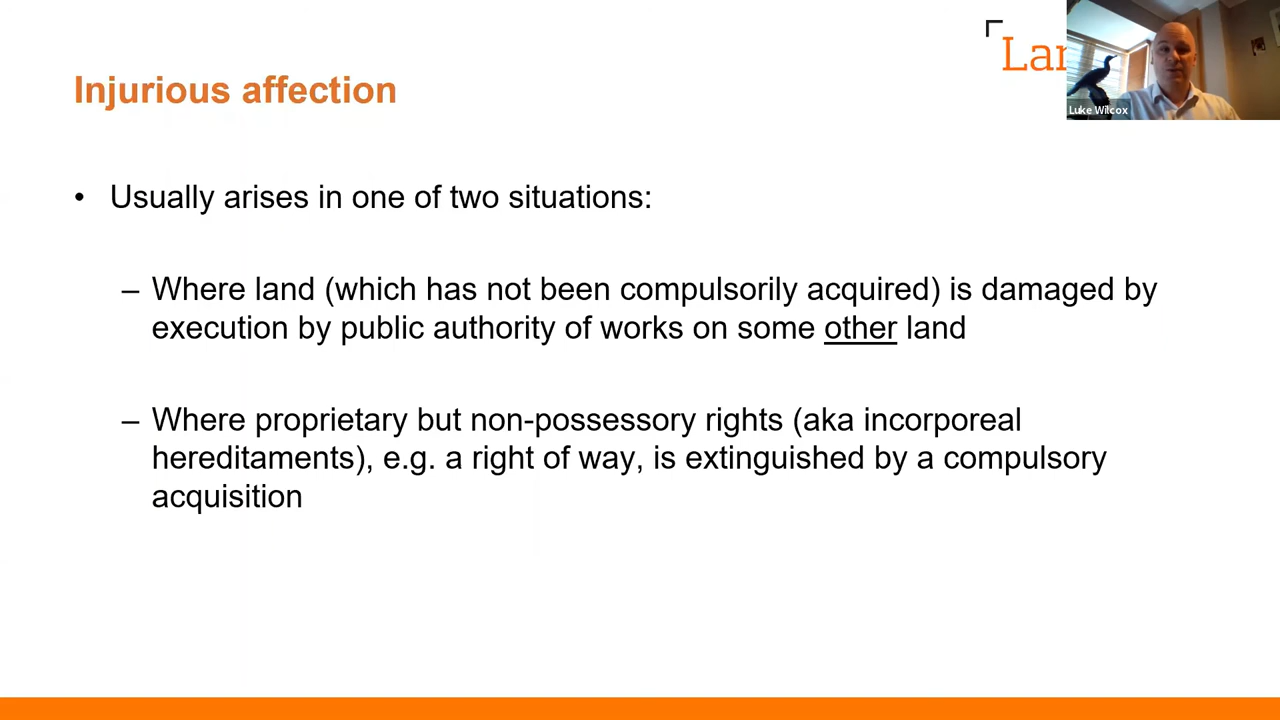 Lan
Luke Wilcox
Injurious affection
• Usually arises in one of two situations:
– Where land (which has not been compulsorily acquired) is damaged by
execution by public authority of works on some other land
– Where proprietary but non-possessory rights (aka incorporeal
hereditaments), e.g. a right of way, is extinguished by a compulsory
acquisition